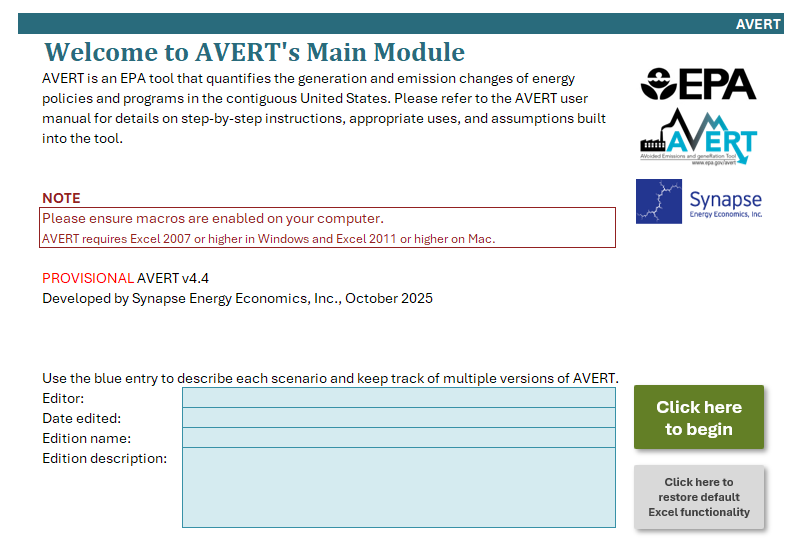 AVERT
Welcome to AVERT's Main Module
AVERT is an EPA tool that quantifies the generation and emission changes of energy
policies and programs in the contiguous United States. Please refer to the AVERT user
manual for details on step-by-step instructions, appropriate uses, and assumptions built
into the tool.
EPA
AVERT
AVoided Emissions and geneRation Tool
www.epa.gov/avert
Synapse
Energy Economics, Inc.
NOTE
Please ensure macros are enabled on your computer.
AVERT requires Excel 2007 or higher in Windows and Excel 2011 or higher on Mac.
PROVISIONAL AVERT v4.4
Developed by Synapse Energy Economics, Inc., October 2025
Use the blue entry to describe each scenario and keep track of multiple versions of AVERT.
Editor:
Date edited:
Edition name:
Edition description:
Click here
to begin
Click here to
restore default
Excel functionality